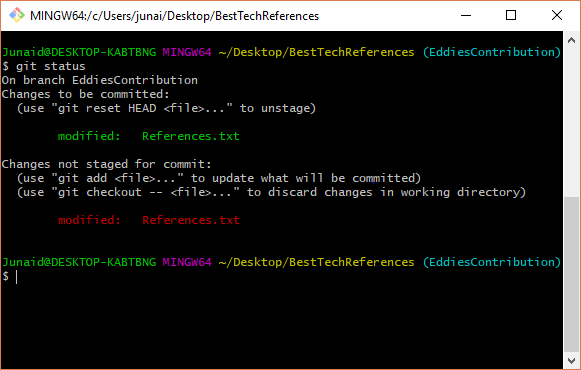 MINGW64:/c/Users/junai/Desktop/BestTechReferences
Junaid@DESKTOP-KABTBNG MINGW64 ~/Desktop/BestTechReferences (EddiesContribution)
$ git status
On branch EddiesContribution
Changes to be committed:
  (use "git reset HEAD <file>..." to unstage)
        modified:   References.txt
Changes not staged for commit:
  (use "git add <file>..." to update what will be committed)
  (use "git checkout -- <file>..." to discard changes in working directory)
        modified:   References.txt
Junaid@DESKTOP-KABTBNG MINGW64 ~/Desktop/BestTechReferences (EddiesContribution)
$